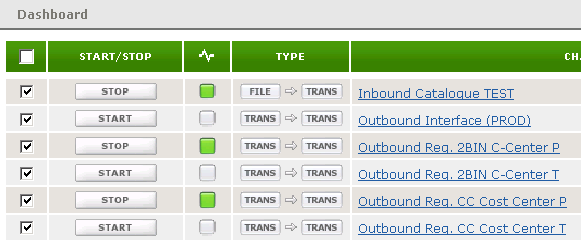 Dashboard
START/STOP TYPE CHA
STOP FILE TRANS Inbound Catalogue TEST
START TRANS TRANS Outbound Interface (PROD)
STOP TRANS TRANS Outbound Req. 2BIN C-Center P
START TRANS TRANS Outbound Req. 2BIN C-Center T
STOP TRANS TRANS Outbound Req. CC Cost Center P
START TRANS TRANS Outbound Req. CC Cost Center T